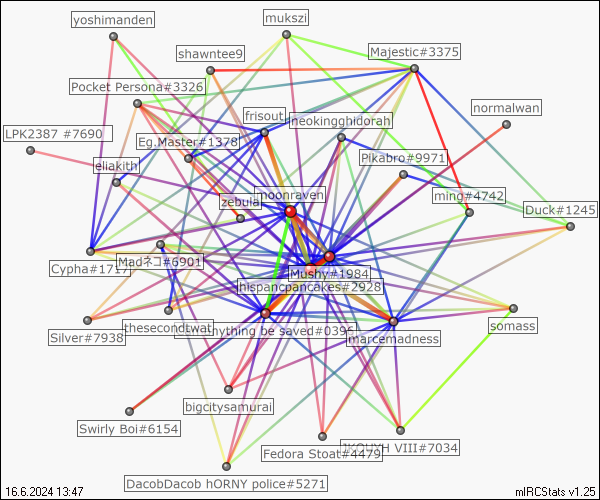 yoshimanden
mukszi
shawntee9
Majestic#3375
Pocket Persona#3326
normalwan
frisout
neokingghidorah
LPK2387 #7690
Eg.Master#1378
Pikabro#9971
eliakith
ming#4742
moonraven
zebula
Duck#1245
Madネコ#6901
Cypha#1717
Mushy#1984
hispancpancakes#2928
somass
thesecondtwat
anything be saved#0396
Silver#7938
marcemadness
bigcitysamurai
Swirly Boi#6154
VIII#7034
Fedora Stoat#4479
DacobDacob hORNY police#5271
16.6.2024 13:47
mIRCStats v1.25